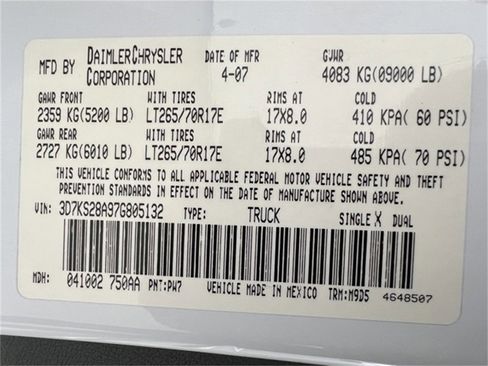 MFD BY DAIMLERCHRYSLER CORPORATION DATE OF MFR 4-07 GVWR 4083 KG(09000 LB)
GAWR FRONT WITH TIRES RIMS AT COLD
2359 KG(5200 LB) LT265/70R17E 17X8.0 410 KPA( 60 PSI)
GAWR REAR WITH TIRES RIMS AT COLD
2727 KG(6010 LB) LT265/70R17E 17X8.0 485 KPA( 70 PSI)
THIS VEHICLE CONFORMS TO ALL APPLICABLE FEDERAL MOTOR VEHICLE SAFETY AND THEFT
PREVENTION STANDARDS IN EFFECT ON THE DATE OF MANUFACTURE SHOWN ABOVE.
VIN: 3D7KS28A97G805132 TYPE: TRUCK SINGLE X DUAL
MDH: 041002 750AA PNT:PW7 VEHICLE MADE IN MEXICO TRM:M9D5 4648507